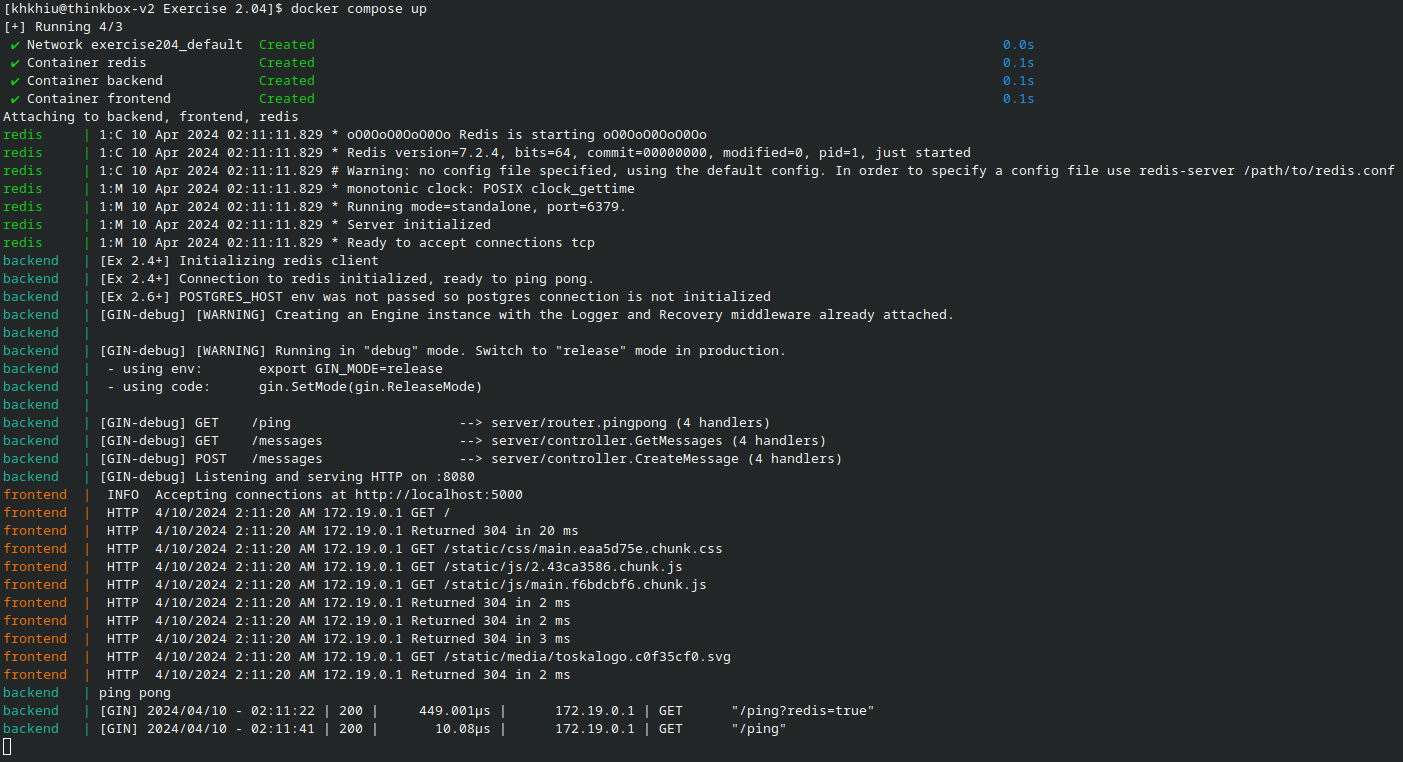 [khkhiu@thinkbox-v2 Exercise 2.04]$ docker compose up
[+] Running 4/3
 ✔ Network exercise204_default  Created                                                                                      0.0s
 ✔ Container redis              Created                                                                                      0.1s
 ✔ Container backend            Created                                                                                      0.1s
 ✔ Container frontend           Created                                                                                      0.1s
Attaching to backend, frontend, redis
redis     | 1:C 10 Apr 2024 02:11:11.829 * oO0OoO0OoO0Oo Redis is starting oO0OoO0OoO0Oo
redis     | 1:C 10 Apr 2024 02:11:11.829 * Redis version=7.2.4, bits=64, commit=00000000, modified=0, pid=1, just started
redis     | 1:C 10 Apr 2024 02:11:11.829 # Warning: no config file specified, using the default config. In order to specify a config file use redis-server /path/to/redis.conf
redis     | 1:M 10 Apr 2024 02:11:11.829 * monotonic clock: POSIX clock_gettime
redis     | 1:M 10 Apr 2024 02:11:11.829 * Running mode=standalone, port=6379.
redis     | 1:M 10 Apr 2024 02:11:11.829 * Server initialized
redis     | 1:M 10 Apr 2024 02:11:11.829 * Ready to accept connections tcp
backend   | [Ex 2.4+] Initializing redis client
backend   | [Ex 2.4+] Connection to redis initialized, ready to ping pong.
backend   | [Ex 2.6+] POSTGRES_HOST env was not passed so postgres connection is not initialized
backend   | [GIN-debug] [WARNING] Creating an Engine instance with the Logger and Recovery middleware already attached.
backend   |
backend   | [GIN-debug] [WARNING] Running in "debug" mode. Switch to "release" mode in production.
backend   |  - using env:       export GIN_MODE=release
backend   |  - using code:      gin.SetMode(gin.ReleaseMode)
backend   |
backend   | [GIN-debug] GET    /ping                     --> server/router.pingpong (4 handlers)
backend   | [GIN-debug] GET    /messages                 --> server/controller.GetMessages (4 handlers)
backend   | [GIN-debug] POST   /messages                 --> server/controller.CreateMessage (4 handlers)
backend   | [GIN-debug] Listening and serving HTTP on :8080
frontend  |  INFO  Accepting connections at http://localhost:5000
frontend  |  HTTP  4/10/2024 2:11:20 AM 172.19.0.1 GET /
frontend  |  HTTP  4/10/2024 2:11:20 AM 172.19.0.1 Returned 304 in 20 ms
frontend  |  HTTP  4/10/2024 2:11:20 AM 172.19.0.1 GET /static/css/main.eaa5d75e.chunk.css
frontend  |  HTTP  4/10/2024 2:11:20 AM 172.19.0.1 GET /static/js/2.43ca3586.chunk.js
frontend  |  HTTP  4/10/2024 2:11:20 AM 172.19.0.1 GET /static/js/main.f6bdcbf6.chunk.js
frontend  |  HTTP  4/10/2024 2:11:20 AM 172.19.0.1 Returned 304 in 2 ms
frontend  |  HTTP  4/10/2024 2:11:20 AM 172.19.0.1 Returned 304 in 2 ms
frontend  |  HTTP  4/10/2024 2:11:20 AM 172.19.0.1 Returned 304 in 3 ms
frontend  |  HTTP  4/10/2024 2:11:20 AM 172.19.0.1 GET /static/media/toskalogo.c0f35cf0.svg
frontend  |  HTTP  4/10/2024 2:11:20 AM 172.19.0.1 Returned 304 in 2 ms
backend   | ping pong
backend   | [GIN] 2024/04/10 - 02:11:22 | 200 |     449.001µs |      172.19.0.1 | GET      "/ping?redis=true"
backend   | [GIN] 2024/04/10 - 02:11:41 | 200 |       10.08µs |      172.19.0.1 | GET      "/ping"